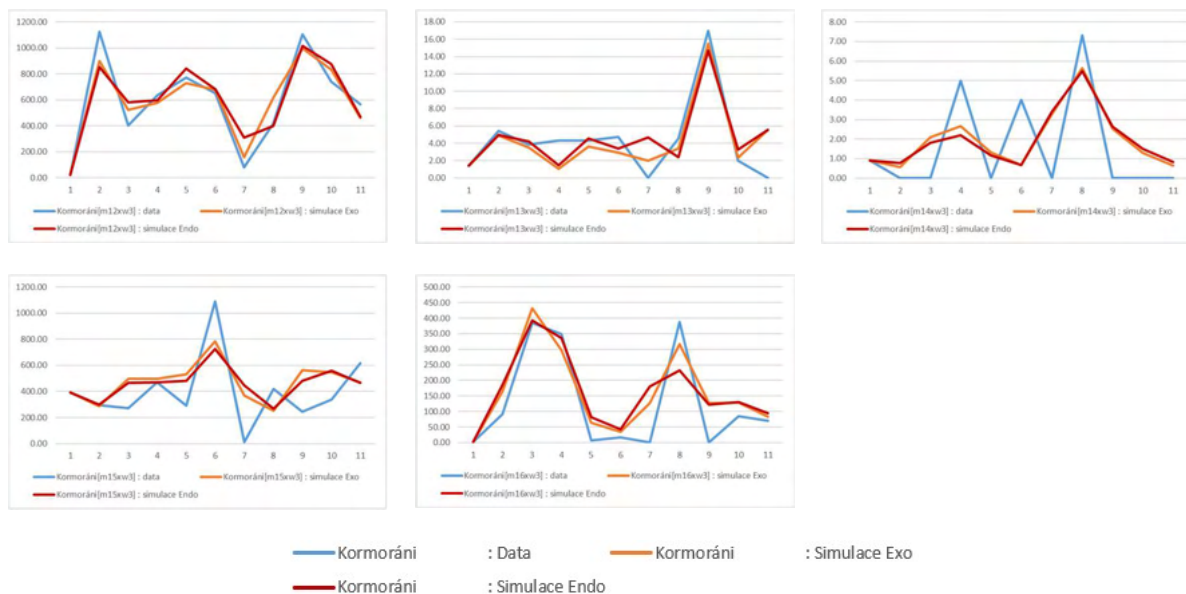 1200.00
1000.00
800.00
600.00
400.00
200.00
0.00
1 2 3 4 5 6 7 8 9 10 11
Kormoráni[m12xw3] : data Kormoráni[m12xw3] : simulace Exo
Kormoráni[m12xw3] : simulace Endo
18.00
16.00
14.00
12.00
10.00
8.00
6.00
4.00
2.00
0.00
1 2 3 4 5 6 7 8 9 10 11
Kormoráni[m13xw3] : data Kormoráni[m13xw3] : simulace Exo
Kormoráni[m13xw3] : simulace Endo
8.00
7.00
6.00
5.00
4.00
3.00
2.00
1.00
0.00
1 2 3 4 5 6 7 8 9 10 11
Kormoráni[m14xw3] : data Kormoráni[m14xw3] : simulace Exo
Kormoráni[m14xw3] : simulace Endo
1200.00
1000.00
800.00
600.00
400.00
200.00
0.00
1 2 3 4 5 6 7 8 9 10 11
Kormoráni[m15xw3] : data Kormoráni[m15xw3] : simulace Exo
Kormoráni[m15xw3] : simulace Endo
500.00
450.00
400.00
350.00
300.00
250.00
200.00
150.00
100.00
50.00
0.00
1 2 3 4 5 6 7 8 9 10 11
Kormoráni[m16xw3] : data Kormoráni[m16xw3] : simulace Exo
Kormoráni[m16xw3] : simulace Endo
Kormoráni : Data Kormoráni : Simulace Exo
Kormoráni : Simulace Endo